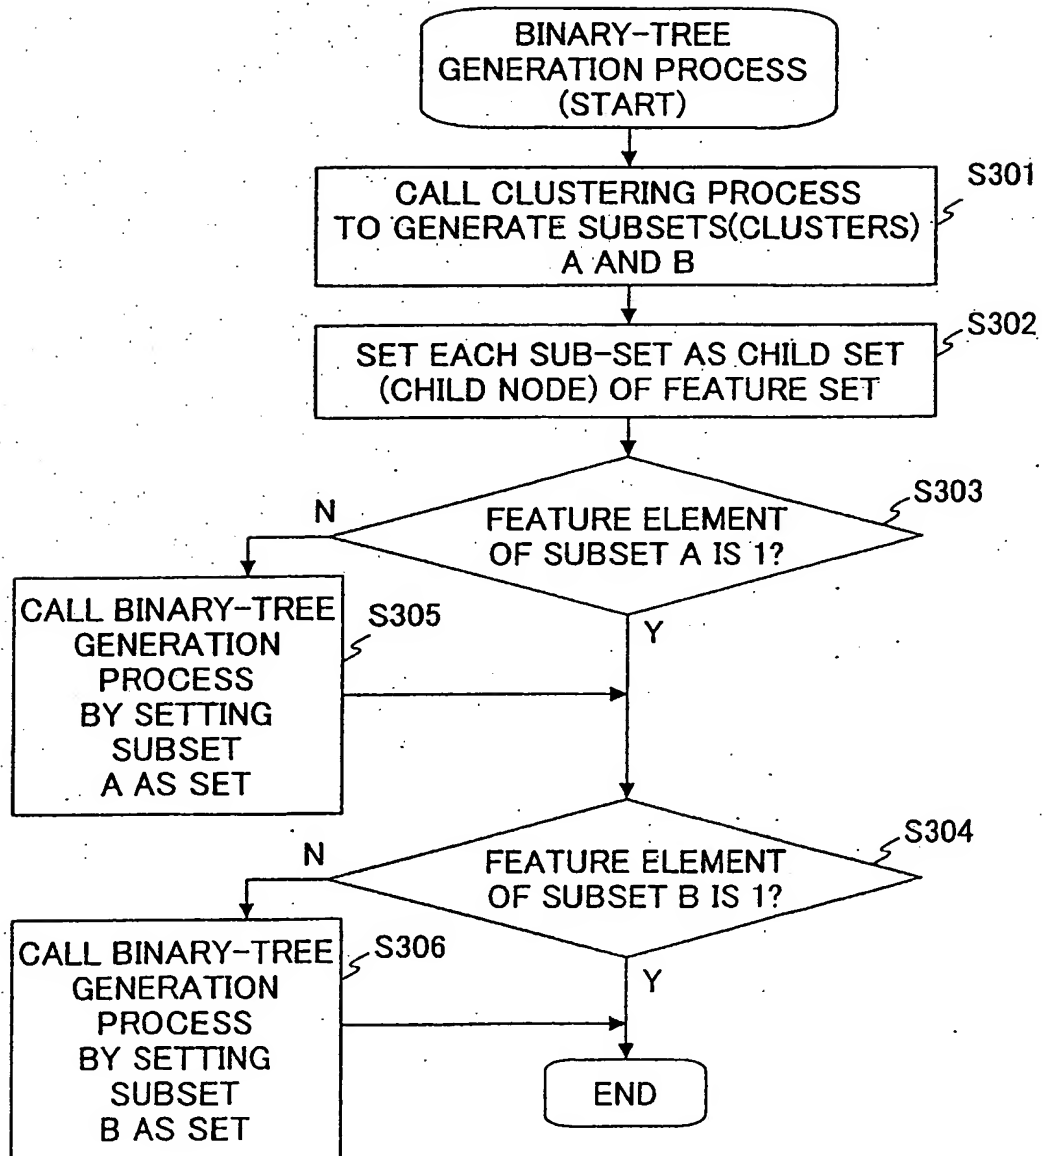 BINARY-TREE
GENERATION PROCESS
(START)
CALL CLUSTERING PROCESS
TO GENERATE SUBSETS(CLUSTERS)
A AND B
S301
SET EACH SUB-SET AS CHILD SET
(CHILD NODE) OF FEATURE SET
S302
FEATURE ELEMENT
OF SUBSET A IS 1?
S303
N
Y
CALL BINARY-TREE
GENERATION
PROCESS
BY SETTING
SUBSET
A AS SET
S305
FEATURE ELEMENT
OF SUBSET B IS 1?
S304
N
Y
CALL BINARY-TREE
GENERATION
PROCESS
BY SETTING
SUBSET
B AS SET
S306
END